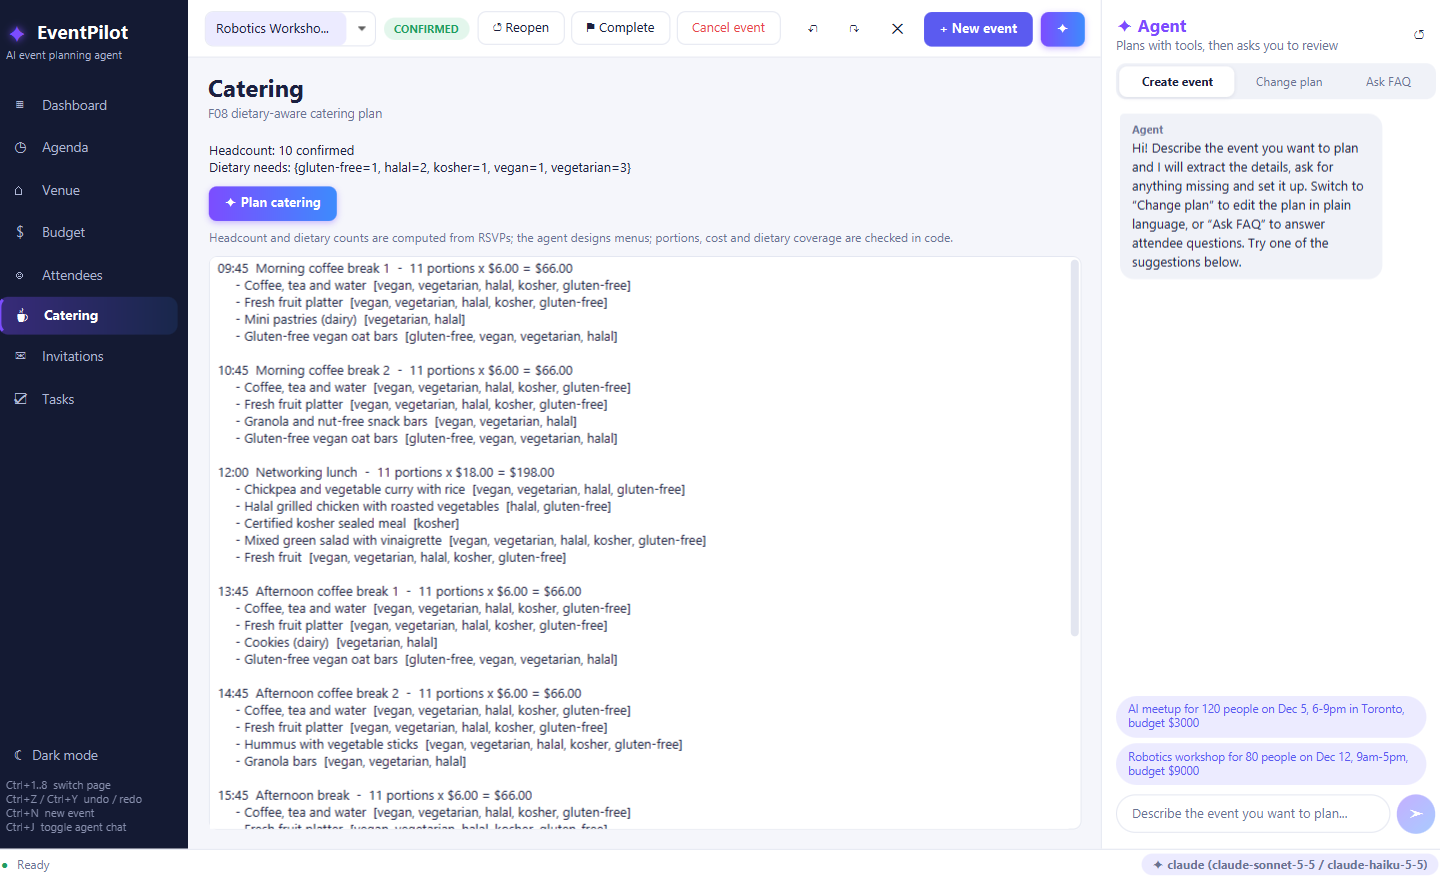 EventPilot
AI event planning agent
Dashboard
Agenda
Venue
Budget
Attendees
Catering
Invitations
Tasks
Dark mode
Ctrl+1..8 switch page
Ctrl+Z / Ctrl+Y undo / redo
Ctrl+N new event
Ctrl+J toggle agent chat
Robotics Worksho...
CONFIRMED
Reopen
Complete
Cancel event
+ New event
Catering
F08 dietary-aware catering plan
Headcount: 10 confirmed
Dietary needs: {gluten-free=1, halal=2, kosher=1, vegan=1, vegetarian=3}
Plan catering
Headcount and dietary counts are computed from RSVPs; the agent designs menus; portions, cost and dietary coverage are checked in code.
09:45 Morning coffee break 1 - 11 portions x $6.00 = $66.00
- Coffee, tea and water [vegan, vegetarian, halal, kosher, gluten-free]
- Fresh fruit platter [vegan, vegetarian, halal, kosher, gluten-free]
- Mini pastries (dairy) [vegetarian, halal]
- Gluten-free vegan oat bars [gluten-free, vegan, vegetarian, halal]
10:45 Morning coffee break 2 - 11 portions x $6.00 = $66.00
- Coffee, tea and water [vegan, vegetarian, halal, kosher, gluten-free]
- Fresh fruit platter [vegan, vegetarian, halal, kosher, gluten-free]
- Granola and nut-free snack bars [vegan, vegetarian, halal]
- Gluten-free vegan oat bars [gluten-free, vegan, vegetarian, halal]
12:00 Networking lunch - 11 portions x $18.00 = $198.00
- Chickpea and vegetable curry with rice [vegan, vegetarian, halal, gluten-free]
- Halal grilled chicken with roasted vegetables [halal, gluten-free]
- Certified kosher sealed meal [kosher]
- Mixed green salad with vinaigrette [vegan, vegetarian, halal, kosher, gluten-free]
- Fresh fruit [vegan, vegetarian, halal, kosher, gluten-free]
13:45 Afternoon coffee break 1 - 11 portions x $6.00 = $66.00
- Coffee, tea and water [vegan, vegetarian, halal, kosher, gluten-free]
- Fresh fruit platter [vegan, vegetarian, halal, kosher, gluten-free]
- Cookies (dairy) [vegetarian, halal]
- Gluten-free vegan oat bars [gluten-free, vegan, vegetarian, halal]
14:45 Afternoon coffee break 2 - 11 portions x $6.00 = $66.00
- Coffee, tea and water [vegan, vegetarian, halal, kosher, gluten-free]
- Fresh fruit platter [vegan, vegetarian, halal, kosher, gluten-free]
- Hummus with vegetable sticks [vegan, vegetarian, halal, kosher, gluten-free]
- Granola bars [vegan, vegetarian, halal]
15:45 Afternoon break - 11 portions x $6.00 = $66.00
- Coffee, tea and water [vegan, vegetarian, halal, kosher, gluten-free]
- Fresh fruit platter [vegan, vegetarian, halal, kosher, gluten-free]
Agent
Plans with tools, then asks you to review
Create event
Change plan
Ask FAQ
Agent
Hi! Describe the event you want to plan
and I will extract the details, ask for
anything missing and set it up. Switch to
“Change plan” to edit the plan in plain
language, or “Ask FAQ” to answer
attendee questions. Try one of the
suggestions below.
AI meetup for 120 people on Dec 5, 6-9pm in Toronto,
budget $3000
Robotics workshop for 80 people on Dec 12, 9am-5pm,
budget $9000
Describe the event you want to plan...
Ready
claude (claude-sonnet-5-5 / claude-haiku-5-5)